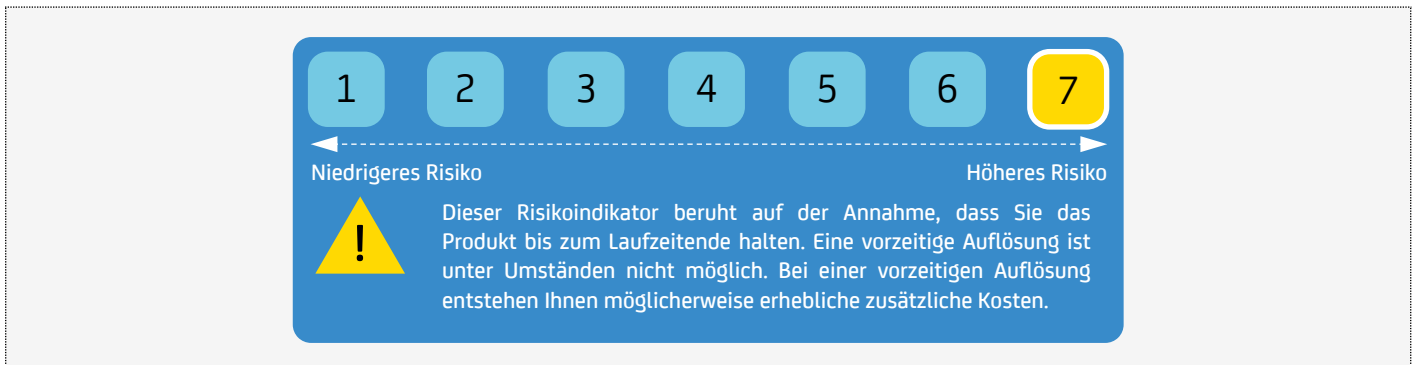 1 2 3 4 5 6 7
Niedrigeres Risiko Höheres Risiko
!
Dieser Risikoindikator beruht auf der Annahme, dass Sie das
Produkt bis zum Laufzeitende halten. Eine vorzeitige Auflösung ist
unter Umständen nicht möglich. Bei einer vorzeitigen Auflösung
entstehen Ihnen möglicherweise erhebliche zusätzliche Kosten.